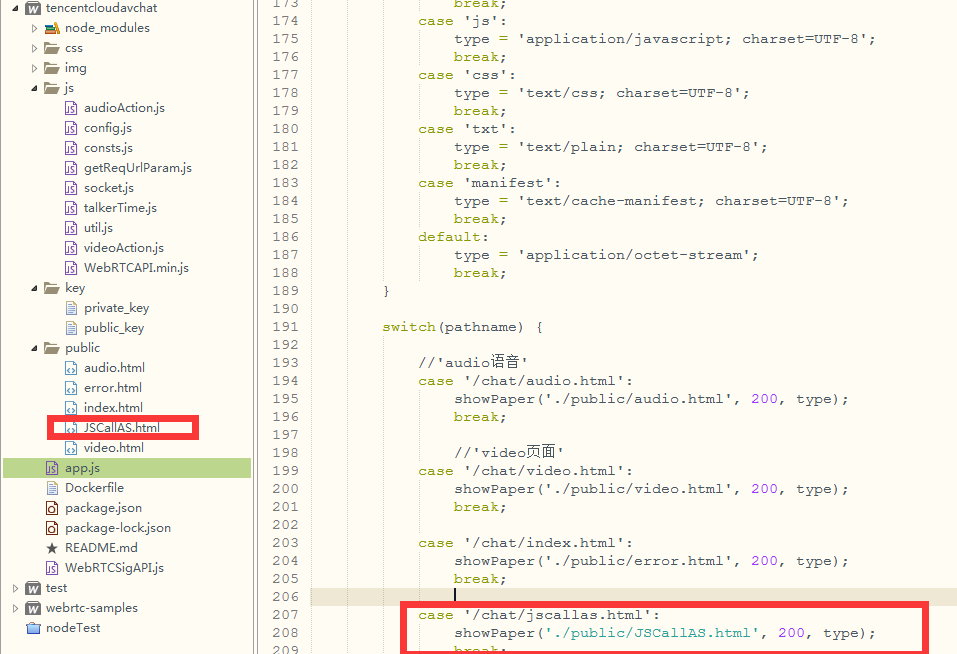 tencentcloudavchat
node_modules
css
img
js
audioAction.js
config.js
consts.js
getReqUrlParam.js
socket.js
talkerTime.js
util.js
videoAction.js
WebRTCAPI.min.js
key
private_key
public_key
public
audio.html
error.html
index.html
JSCallAS.html
video.html
app.js
Dockerfile
package.json
package-lock.json
README.md
WebRTCSigAPI.js
test
webrtc-samples
nodeTest
173 break;
174 case 'js':
175 type = 'application/javascript; charset=UTF-8';
176 break;
177 case 'css':
178 type = 'text/css; charset=UTF-8';
179 break;
180 case 'txt':
181 type = 'text/plain; charset=UTF-8';
182 break;
183 case 'manifest':
184 type = 'text/cache-manifest; charset=UTF-8';
185 break;
186 default:
187 type = 'application/octet-stream';
188 break;
189 }
190
191 switch(pathname) {
192
193 //'audio语音'
194 case '/chat/audio.html':
195 showPaper('./public/audio.html', 200, type);
196 break;
197
198 //'video页面'
199 case '/chat/video.html':
200 showPaper('./public/video.html', 200, type);
201 break;
202
203 case '/chat/index.html':
204 showPaper('./public/error.html', 200, type);
205 break;
206
207 case '/chat/jscallas.html':
208 showPaper('./public/JSCallAS.html', 200, type);
209 break;